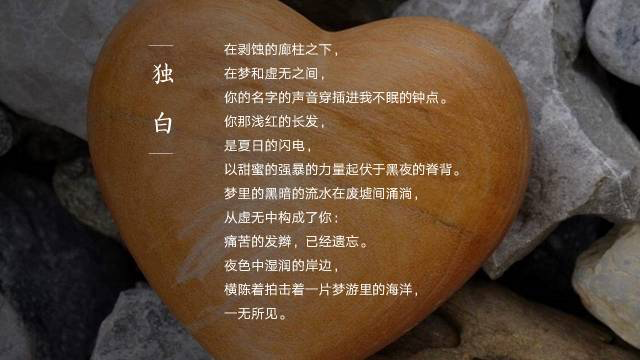 独白
在剥蚀的廊柱之下，
在梦和虚无之间，
你的名字的声音穿插进我不眠的钟点。
你那浅红的长发，
是夏日的闪电，
以甜蜜的强暴的力量起伏于黑夜的脊背。
梦里的黑暗的流水在废墟间涌淌，
从虚无中构成了你：
痛苦的发辫，已经遗忘。
夜色中湿润的岸边，
横陈着拍击着一片梦游里的海洋，
一无所见。